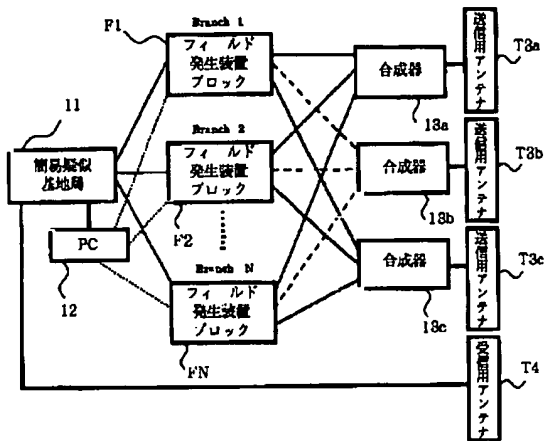 F1
Branch 1
フィールド
発生装置
ブロック
11
簡易疑似
基地局
PC
12
Branch 2
フィールド
発生装置
ブロック
F2
Branch N
フィールド
発生装置
ブロック
FN
合成器
13a
合成器
13b
合成器
13c
送信用アンテナ
T3a
送信用アンテナ
T3b
送信用アンテナ
T3c
受信用アンテナ
T4